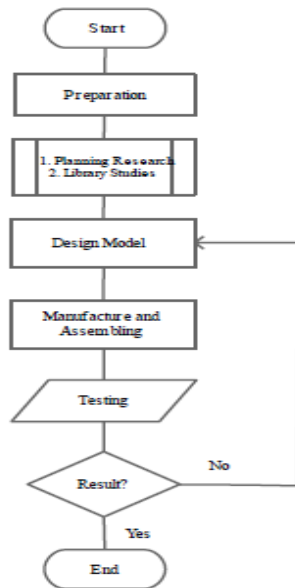 Start
Preparation
1. Planning Research
2. Library Studies
Design Model
Manufacture and
Assembling
Testing
Result?
No
Yes
End